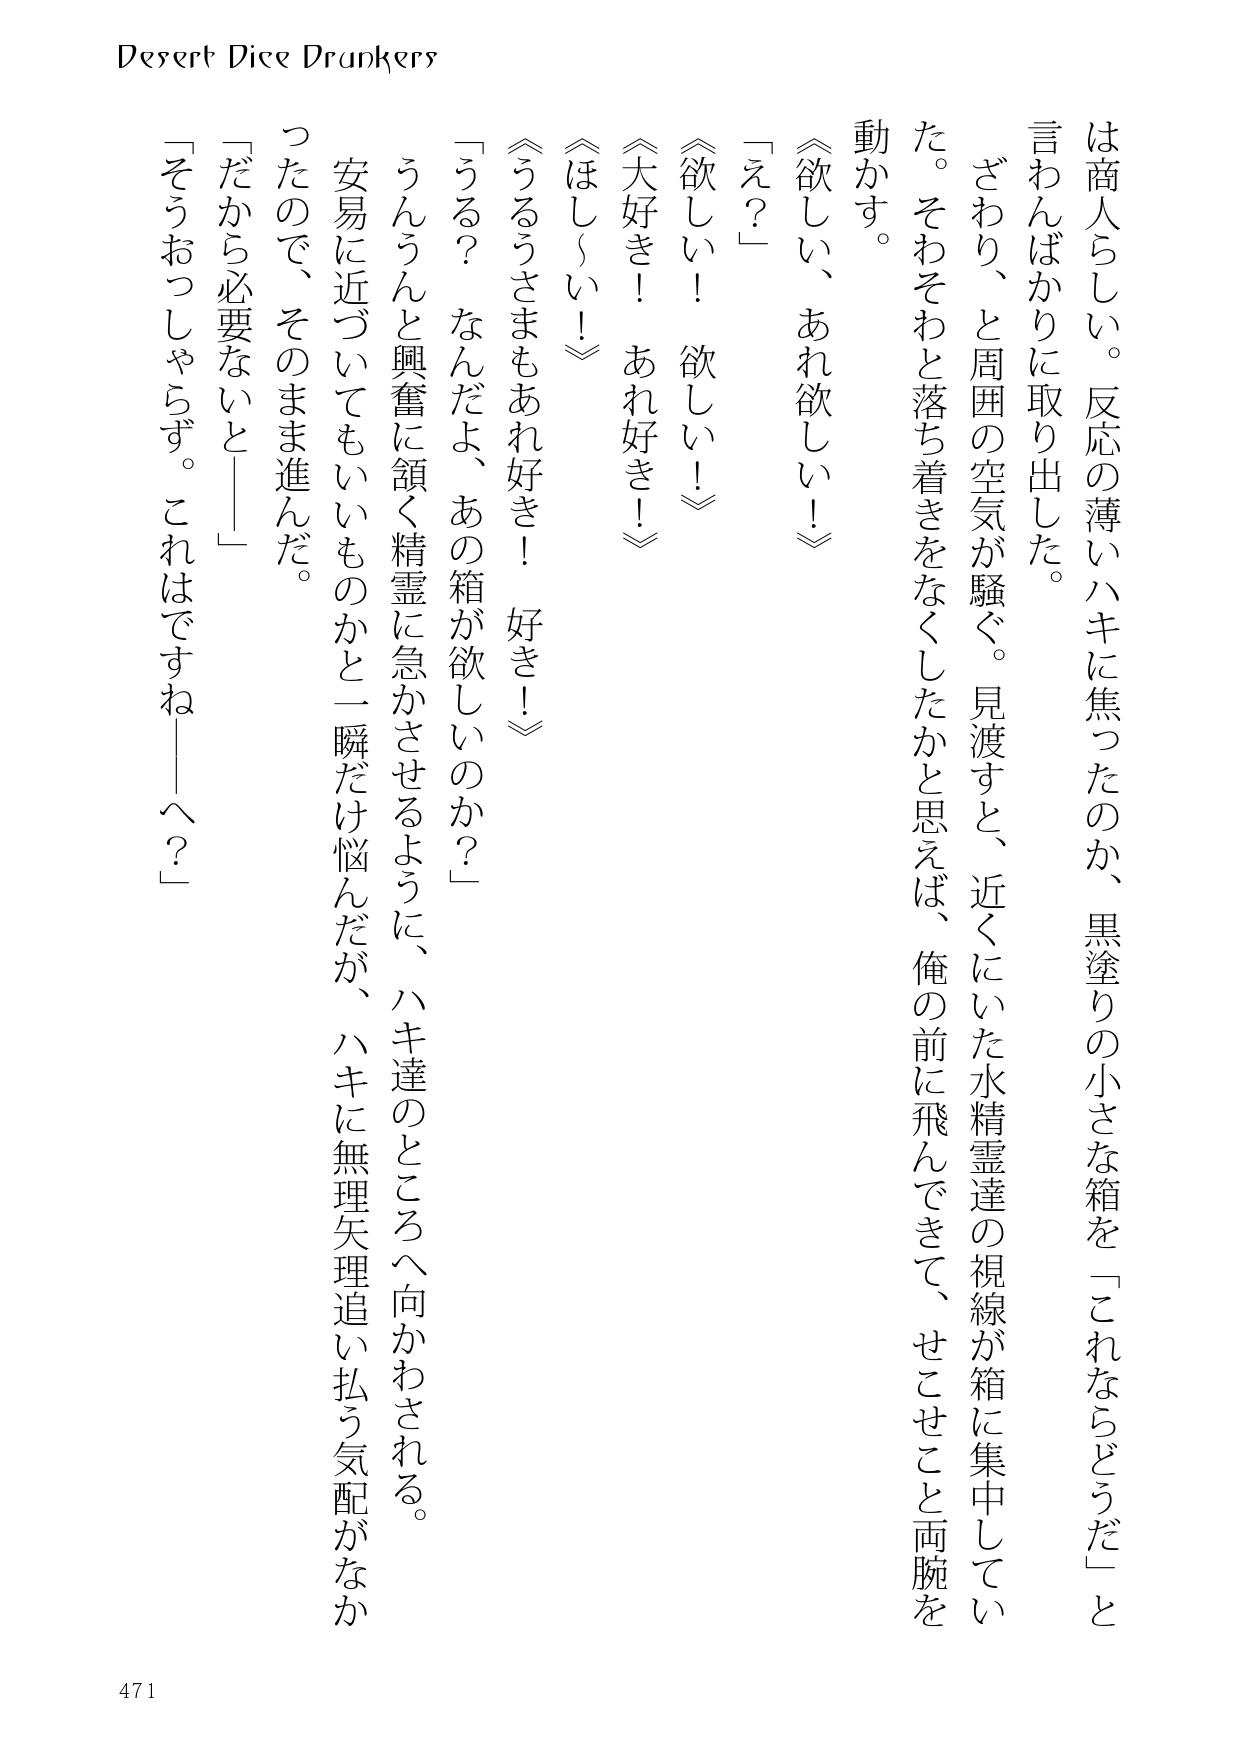 Desert Dice Drunkers
は商人らしい。反応の薄いハキに焦ったのか、黒塗りの小さな箱を「これならどうだ」と
言わんばかりに取り出した。
　ざわり、と周囲の空気が騒ぐ。見渡すと、近くにいた水精霊達の視線が箱に集中してい
た。そわそわと落ち着きをなくしたかと思えば、俺の前に飛んできて、せこせこと両腕を
動かす。
《欲しい、あれ欲しい！》
「え？」
《欲しい！　欲しい！》
《大好き！　あれ好き！》
《ほし～い！》
《うるうさまもあれ好き！　好き！》
「うる？　なんだよ、あの箱が欲しいのか？」
　うんうんと興奮に頷く精霊に急かさせるように、ハキ達のところへ向かわされる。
　安易に近づいてもいいものかと一瞬だけ悩んだが、ハキに無理矢理追い払う気配がなか
ったので、そのまま進んだ。
「だから必要ないと――」
「そうおっしゃらず。これはですね――へ？」
471